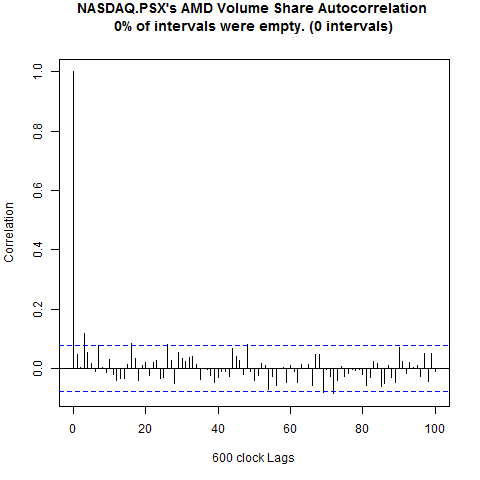 NASDAQ.PSX's AMD Volume Share Autocorrelation
0% of intervals were empty. (0 intervals)
1.0
0.8
0.6
0.4
0.2
0.0
Correlation
0 20 40 60 80 100
600 clock Lags